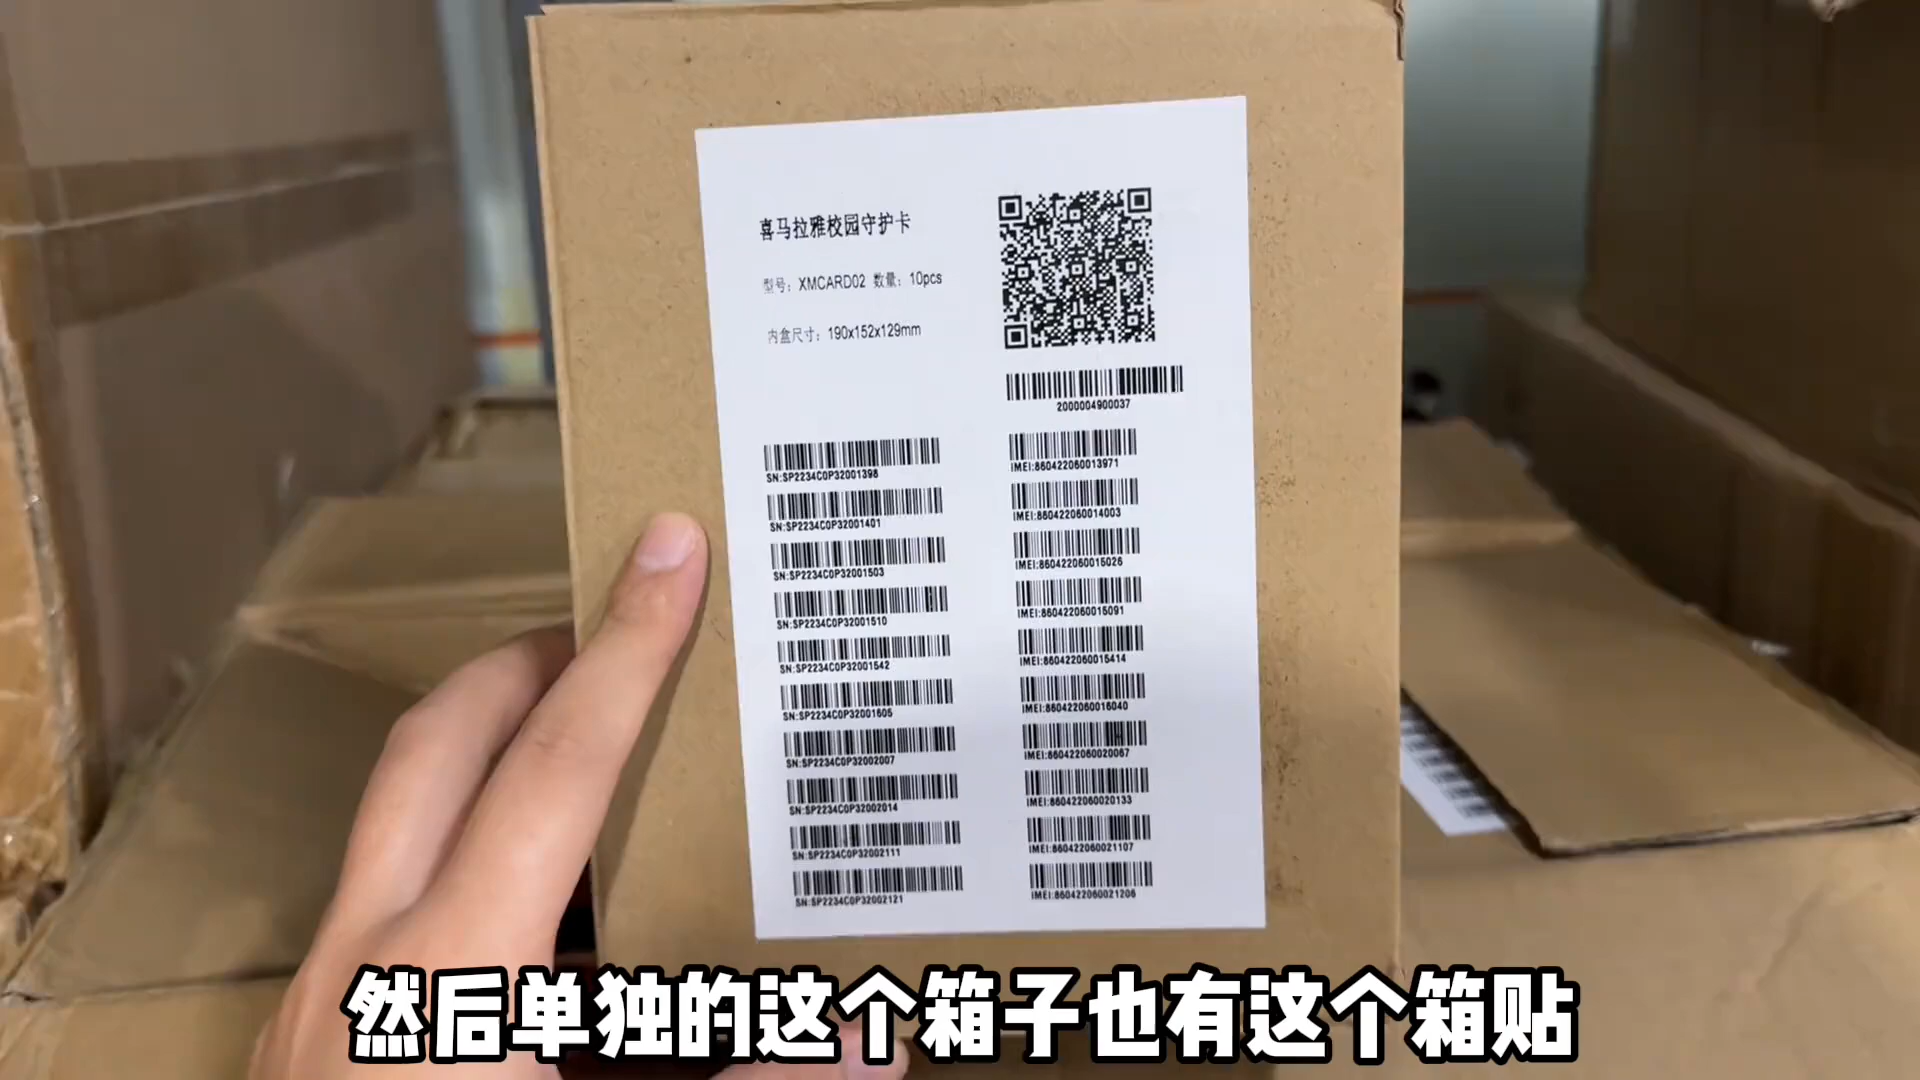 喜马拉雅校园守护卡
型号：XMCARD02 数量：10pcs
内盒尺寸：190x152x129mm
2000004900037
SN:SP2234C0P32001398
IMEI:860422060013971
SN:SP2234C0P32001401
IMEI:860422060014003
SN:SP2234C0P32001503
IMEI:860422060015026
SN:SP2234C0P32001510
IMEI:860422060015091
SN:SP2234C0P32001542
IMEI:860422060015414
SN:SP2234C0P32001605
IMEI:860422060016040
SN:SP2234C0P32002007
IMEI:860422060020067
SN:SP2234C0P32002014
IMEI:860422060020133
SN:SP2234C0P32002111
IMEI:860422060021107
SN:SP2234C0P32002121
IMEI:860422060021206
然后单独的这个箱子也有这个箱贴